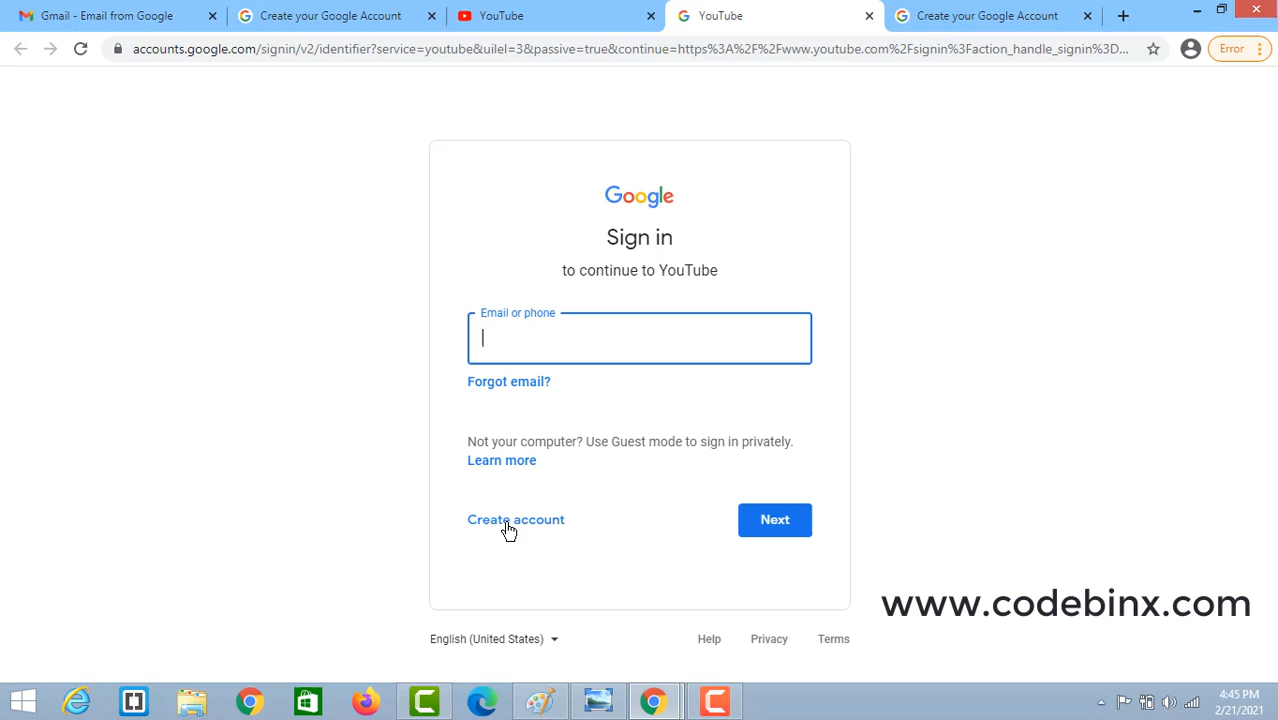 Gmail - Email from Google
Create your Google Account
YouTube
YouTube
Create your Google Account
accounts.google.com/signin/v2/identifier?service=youtube&uilel=3&passive=true&continue=https%3A%2F%2Fwww.youtube.com%2Fsignin%3Faction_handle_signin%3D...
Error
Google
Sign in
to continue to YouTube
Email or phone
Forgot email?
Not your computer? Use Guest mode to sign in privately.
Learn more
Create account
Next
www.codebinx.com
English (United States)
Help
Privacy
Terms
4:45 PM
2/21/2021